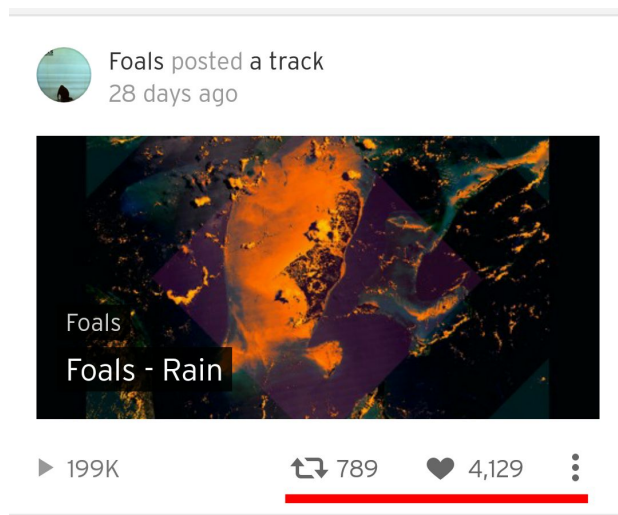 Foals posted a track
28 days ago
Foals
Foals - Rain
199K 789 4,129